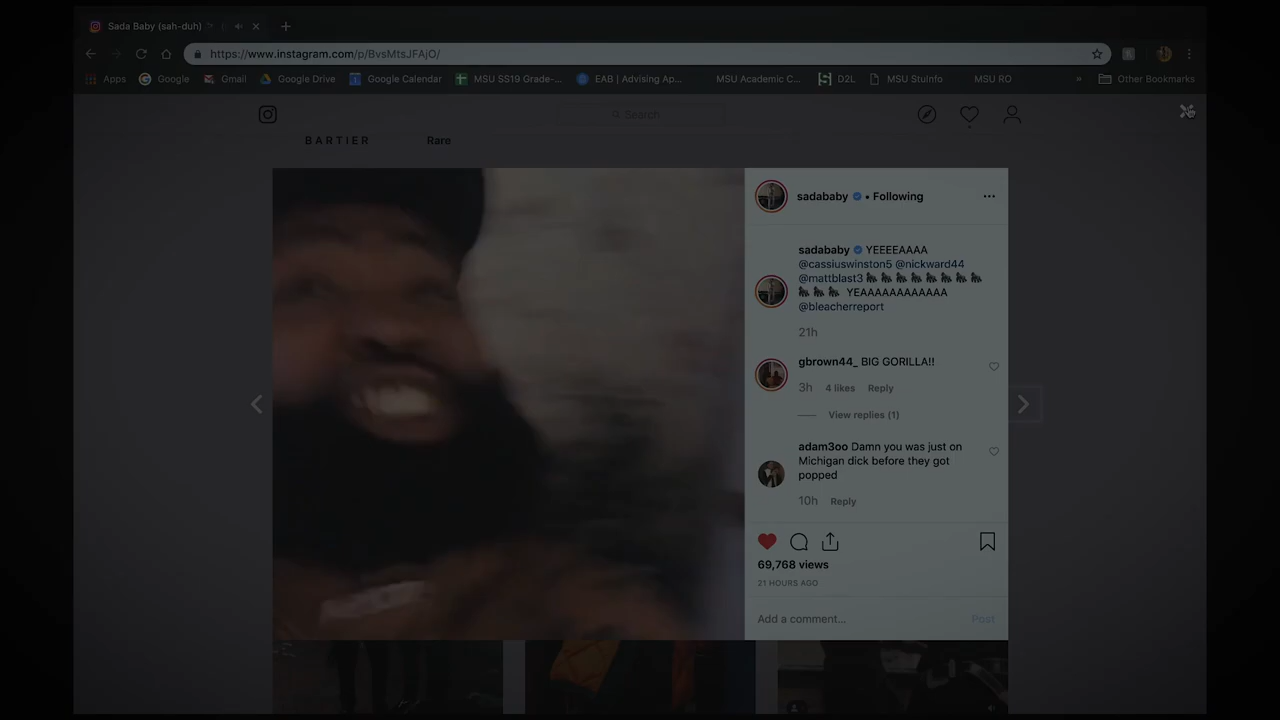 Sada Baby (sah-duh)
https://www.instagram.com/p/BvsMtsJFAjO/
Apps Google Gmail Google Drive Google Calendar MSU SS19 Grade-... EAB | Advising Ap... MSU Academic C... D2L MSU StuInfo MSU RO » Other Bookmarks
Search
BARTIER Rare
sadababy • Following
sadababy YEEEEAAAA
@cassiuswinston5 @nickward44
@mattblast3
YEAAAAAAAAAAAA
@bleacherreport
21h
gbrown44_ BIG GORILLA!!
3h 4 likes Reply
View replies (1)
adam3oo Damn you was just on
Michigan dick before they got
popped
10h Reply
69,768 views
21 HOURS AGO
Add a comment... Post